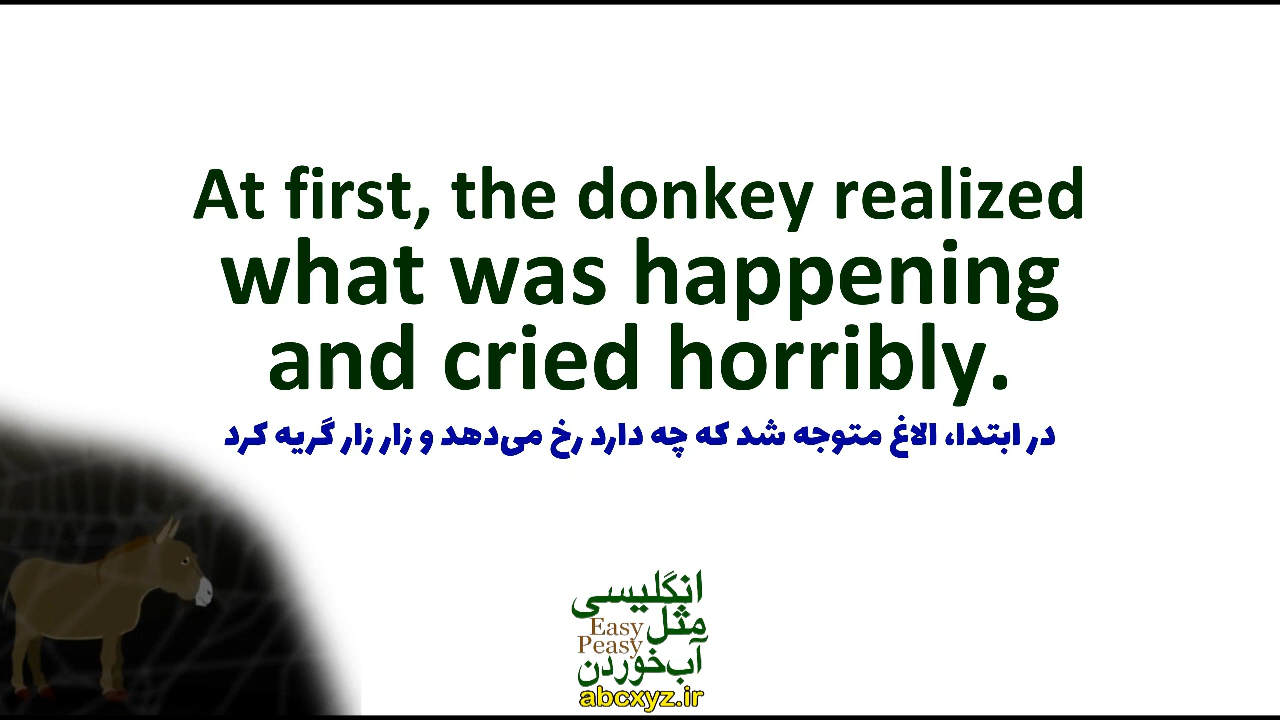 At first, the donkey realized
what was happening
and cried horribly.
در ابتدا، الاغ متوجه شد که چه دارد رخ می‌دهد و زار زار گریه کرد
انگلیسی
مثل
Easy
Peasy
آب‌خوردن
abcxyz.ir